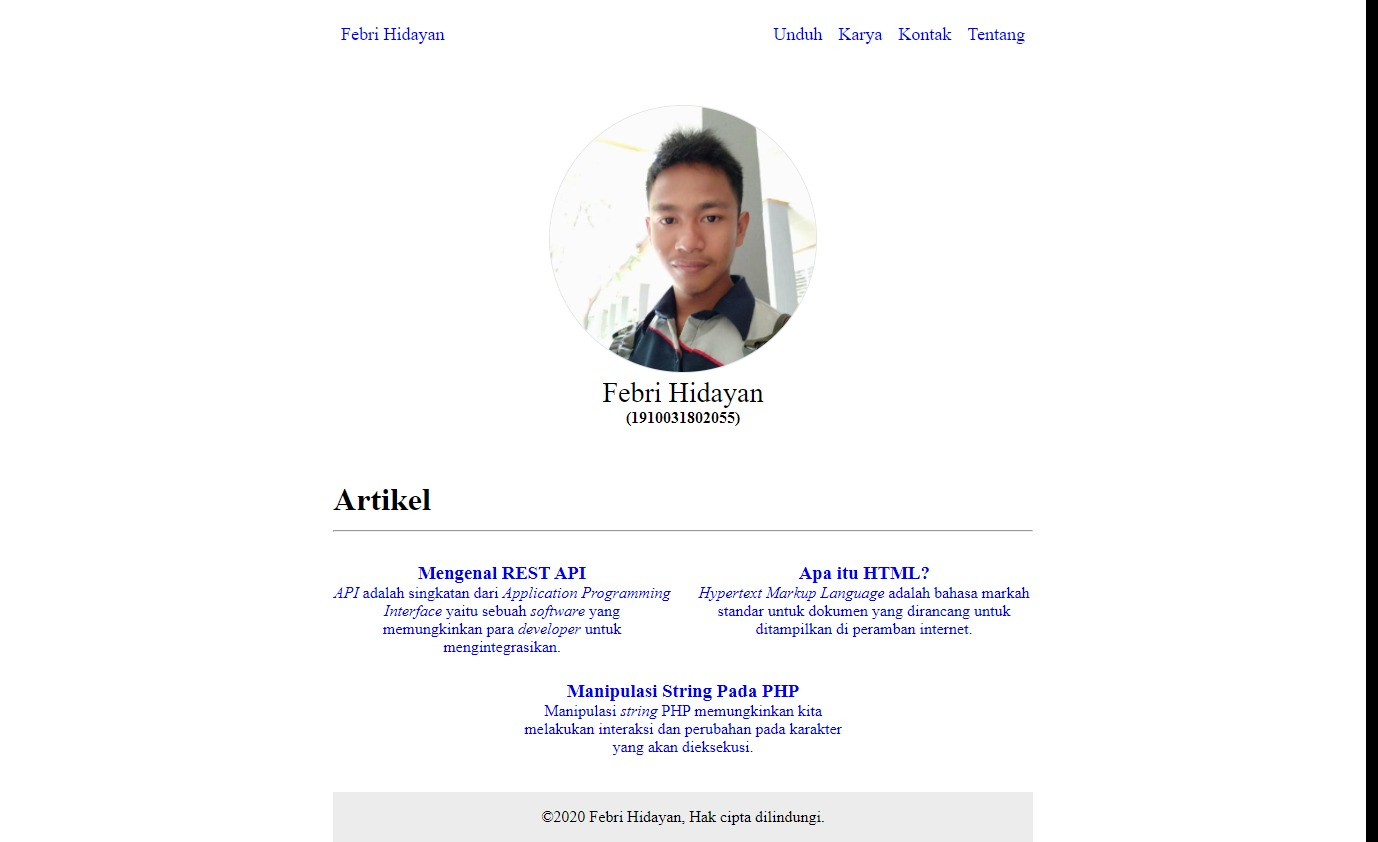 Febri Hidayan Unduh Karya Kontak Tentang
Febri Hidayan
(1910031802055)
Artikel
Mengenal REST API
API adalah singkatan dari Application Programming
Interface yaitu sebuah software yang
memungkinkan para developer untuk
mengintegrasikan.
Apa itu HTML?
Hypertext Markup Language adalah bahasa markah
standar untuk dokumen yang dirancang untuk
ditampilkan di peramban internet.
Manipulasi String Pada PHP
Manipulasi string PHP memungkinkan kita
melakukan interaksi dan perubahan pada karakter
yang akan dieksekusi.
©2020 Febri Hidayan, Hak cipta dilindungi.